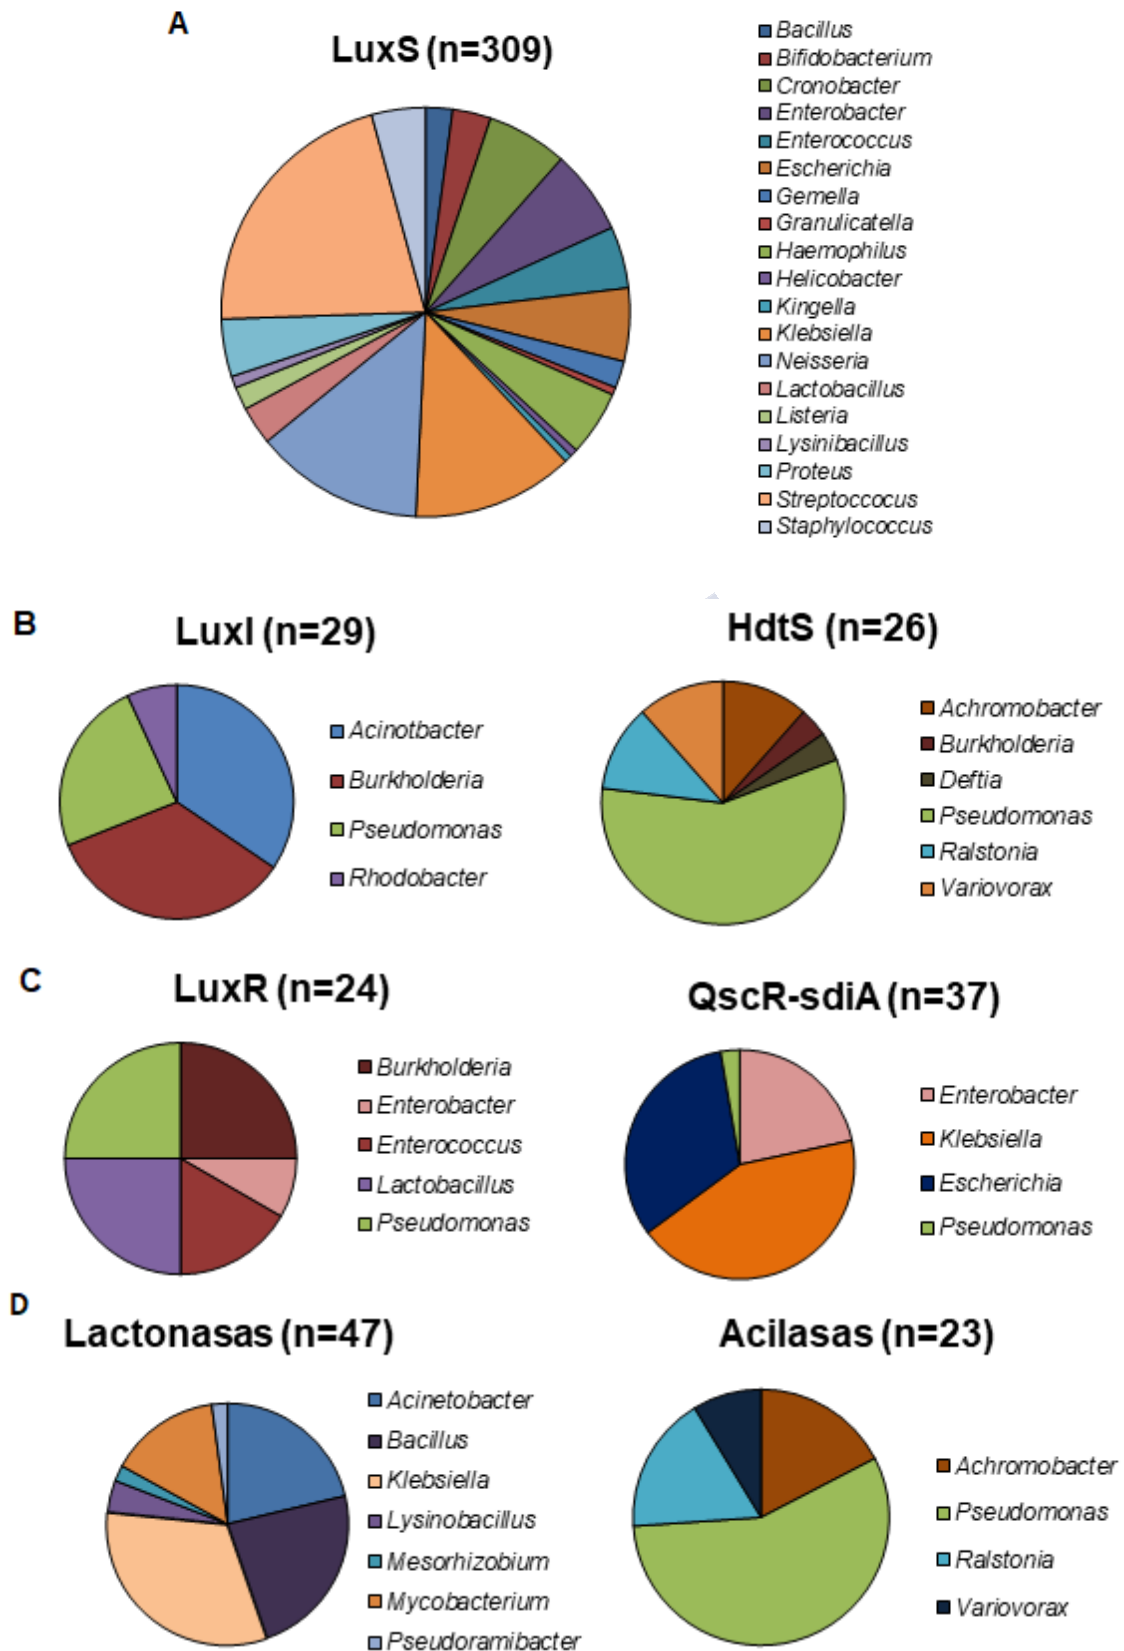 A
LuxS (n=309)
Bacillus
Bifidobacterium
Cronobacter
Enterobacter
Enterococcus
Escherichia
Gemella
Granulicatella
Haemophilus
Helicobacter
Kingella
Klebsiella
Neisseria
Lactobacillus
Listeria
Lysinibacillus
Proteus
Streptoccocus
Staphylococcus
B
LuxI (n=29)
Acinotbacter
Burkholderia
Pseudomonas
Rhodobacter
HdtS (n=26)
Achromobacter
Burkholderia
Deftia
Pseudomonas
Ralstonia
Variovorax
C
LuxR (n=24)
Burkholderia
Enterobacter
Enterococcus
Lactobacillus
Pseudomonas
QscR-sdiA (n=37)
Enterobacter
Klebsiella
Escherichia
Pseudomonas
D
Lactonasas (n=47)
Acinetobacter
Bacillus
Klebsiella
Lysinobacillus
Mesorhizobium
Mycobacterium
Pseudoramibacter
Acilasas (n=23)
Achromobacter
Pseudomonas
Ralstonia
Variovorax